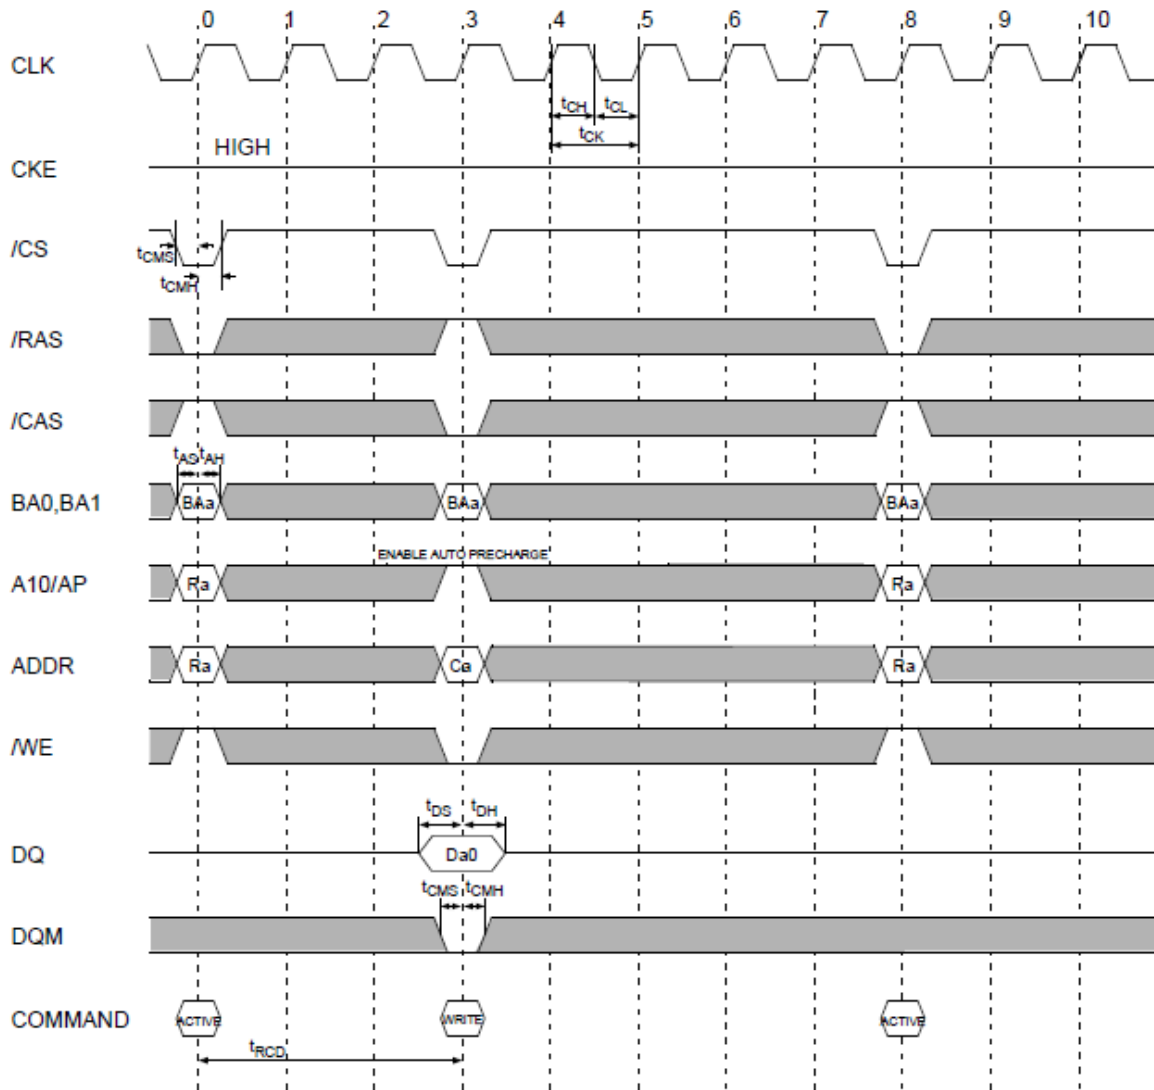 0 1 2 3 4 5 6 7 8 9 10
CLK
tCH tCL
tCK
HIGH
CKE
/CS
tCMS
tCMH
/RAS
/CAS
tAS tAH
BA0,BA1 BAa BAa BAa
ENABLE AUTO PRECHARGE
A10/AP Ra Ra
ADDR Ra Ca Ra
/WE
tDS tDH
DQ Da0
tCMS tCMH
DQM
COMMAND ACTIVE WRITE ACTIVE
tRCD